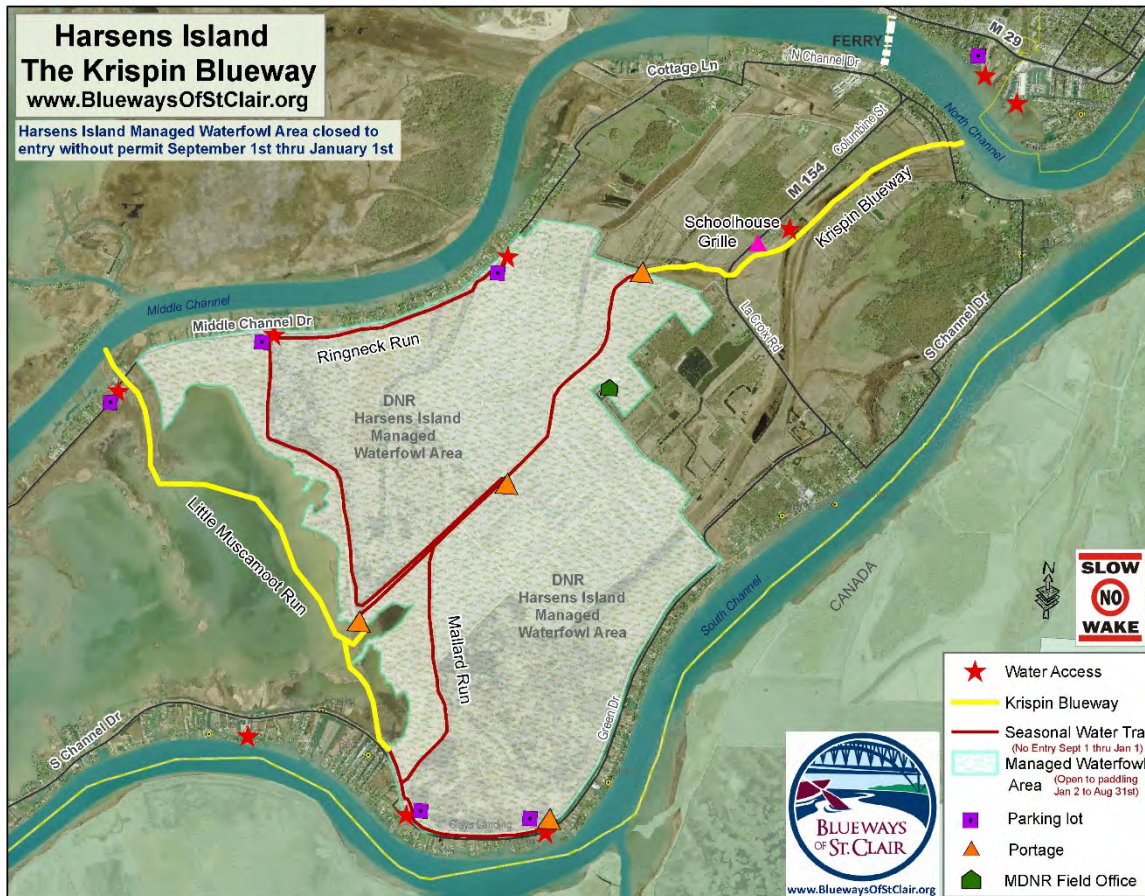 Harsens Island
The Krispin Blueway
www.BluewaysOfStClair.org
Harsens Island Managed Waterfowl Area closed to
entry without permit September 1st thru January 1st
FERRY
M 29
N Channel Dr
Cottage Ln
North Channel
Columbine St
M 154
Krispin Blueway
Schoolhouse
Grille
La Croix Rd
S Channel Dr
Middle Channel
Middle Channel Dr
Ringneck Run
DNR
Harsens Island
Managed
Waterfowl Area
Little Muscamoot Run
Mallard Run
DNR
Harsens Island
Managed
Waterfowl Area
South Channel
CANADA
Green Dr
S Channel Dr
Clays Landing
N
SLOW
NO
WAKE
Water Access
Krispin Blueway
Seasonal Water Tra
(No Entry Sept 1 thru Jan 1)
Managed Waterfowl
Area (Open to paddling
Jan 2 to Aug 31st)
Parking lot
Portage
MDNR Field Office
BLUEWAYS
OF ST. CLAIR
www.BluewaysOfStClair.org